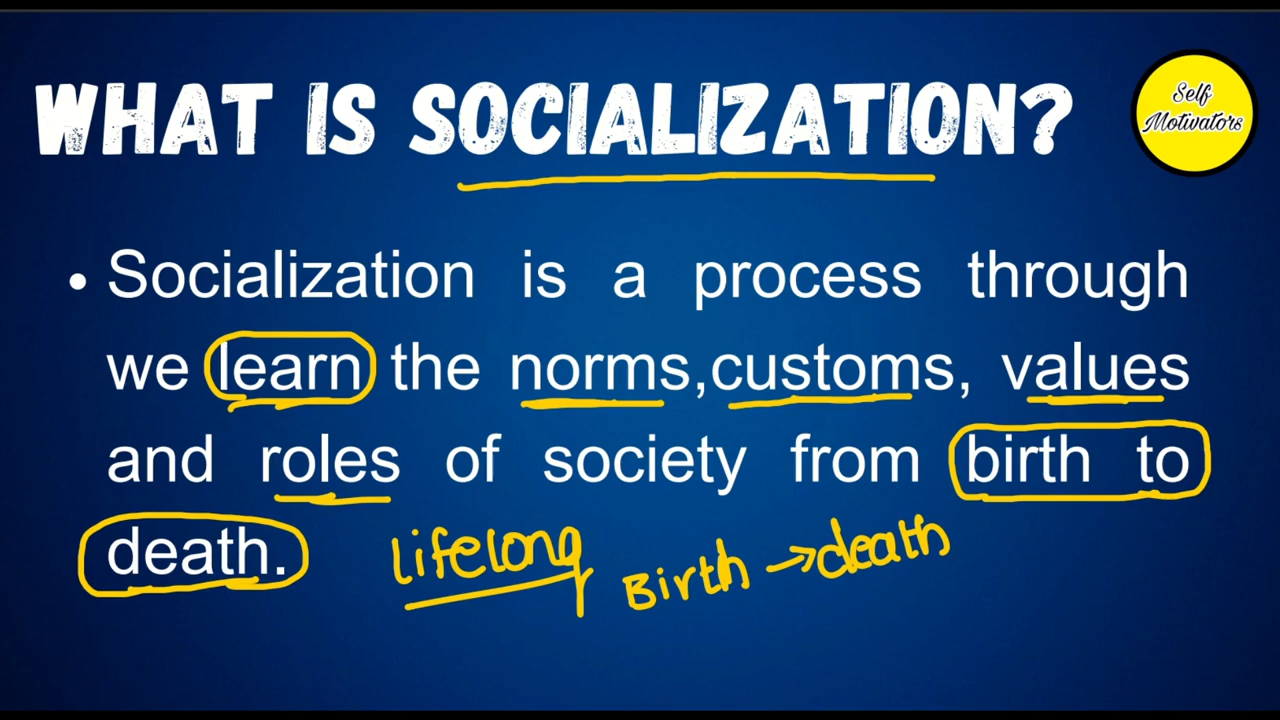 WHAT IS SOCIALIZATION?
Self
Motivators
• Socialization is a process through
we learn the norms,customs, values
and roles of society from birth to
death.
lifelong
Birth →death